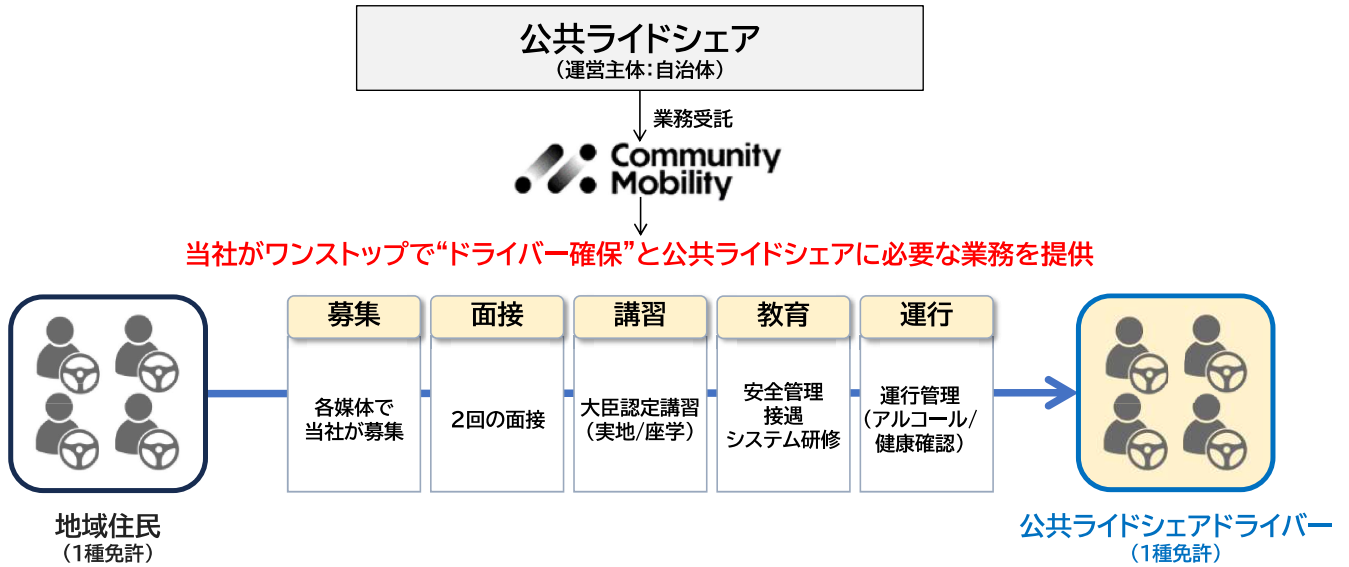 公共ライドシェア
（運営主体：自治体）
業務受託
Community
Mobility
当社がワンストップで“ドライバー確保”と公共ライドシェアに必要な業務を提供
募集
各媒体で
当社が募集
面接
2回の面接
講習
大臣認定講習
（実地/座学）
教育
安全管理
接遇
システム研修
運行
運行管理
（アルコール/
健康確認）
地域住民
（1種免許）
公共ライドシェアドライバー
（1種免許）